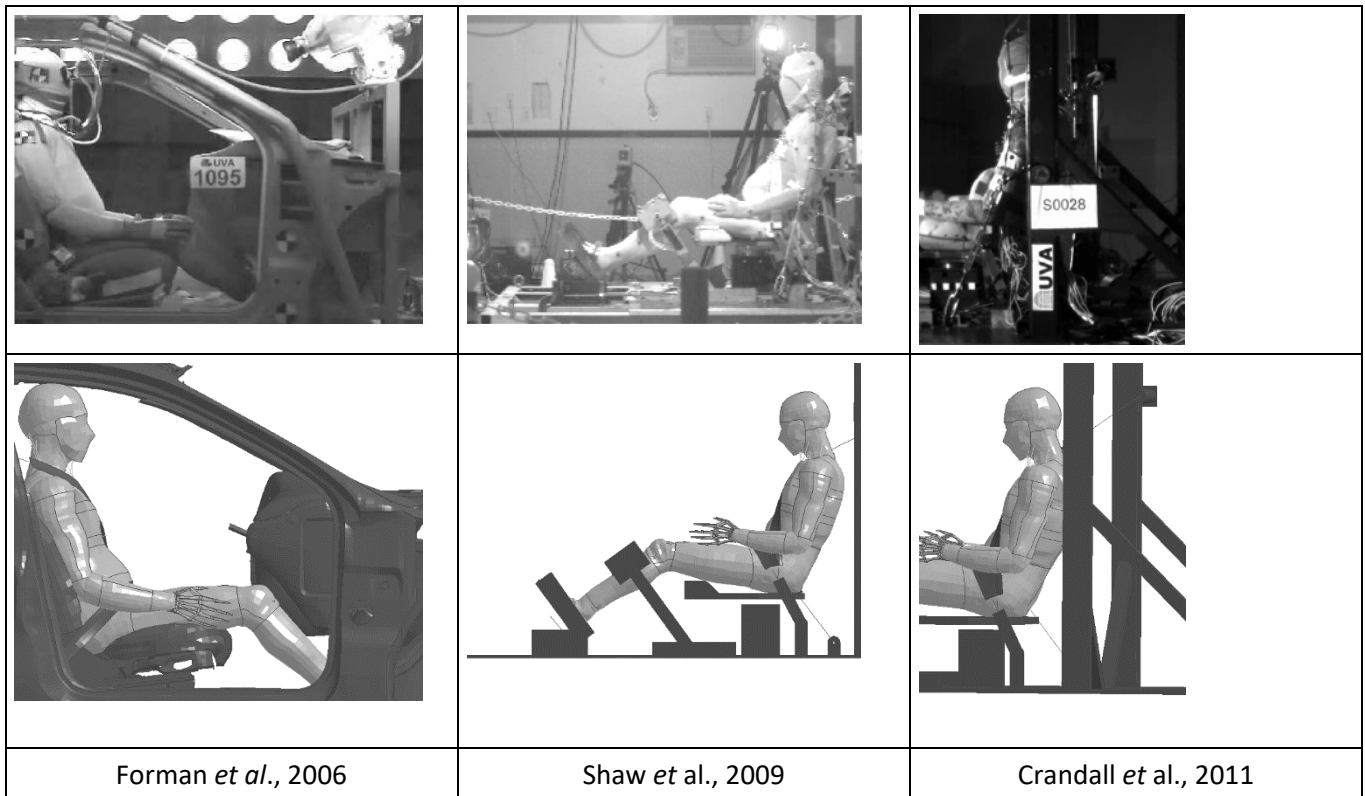 UVA
1095
S0028
UVA
Forman et al., 2006
Shaw et al., 2009
Crandall et al., 2011